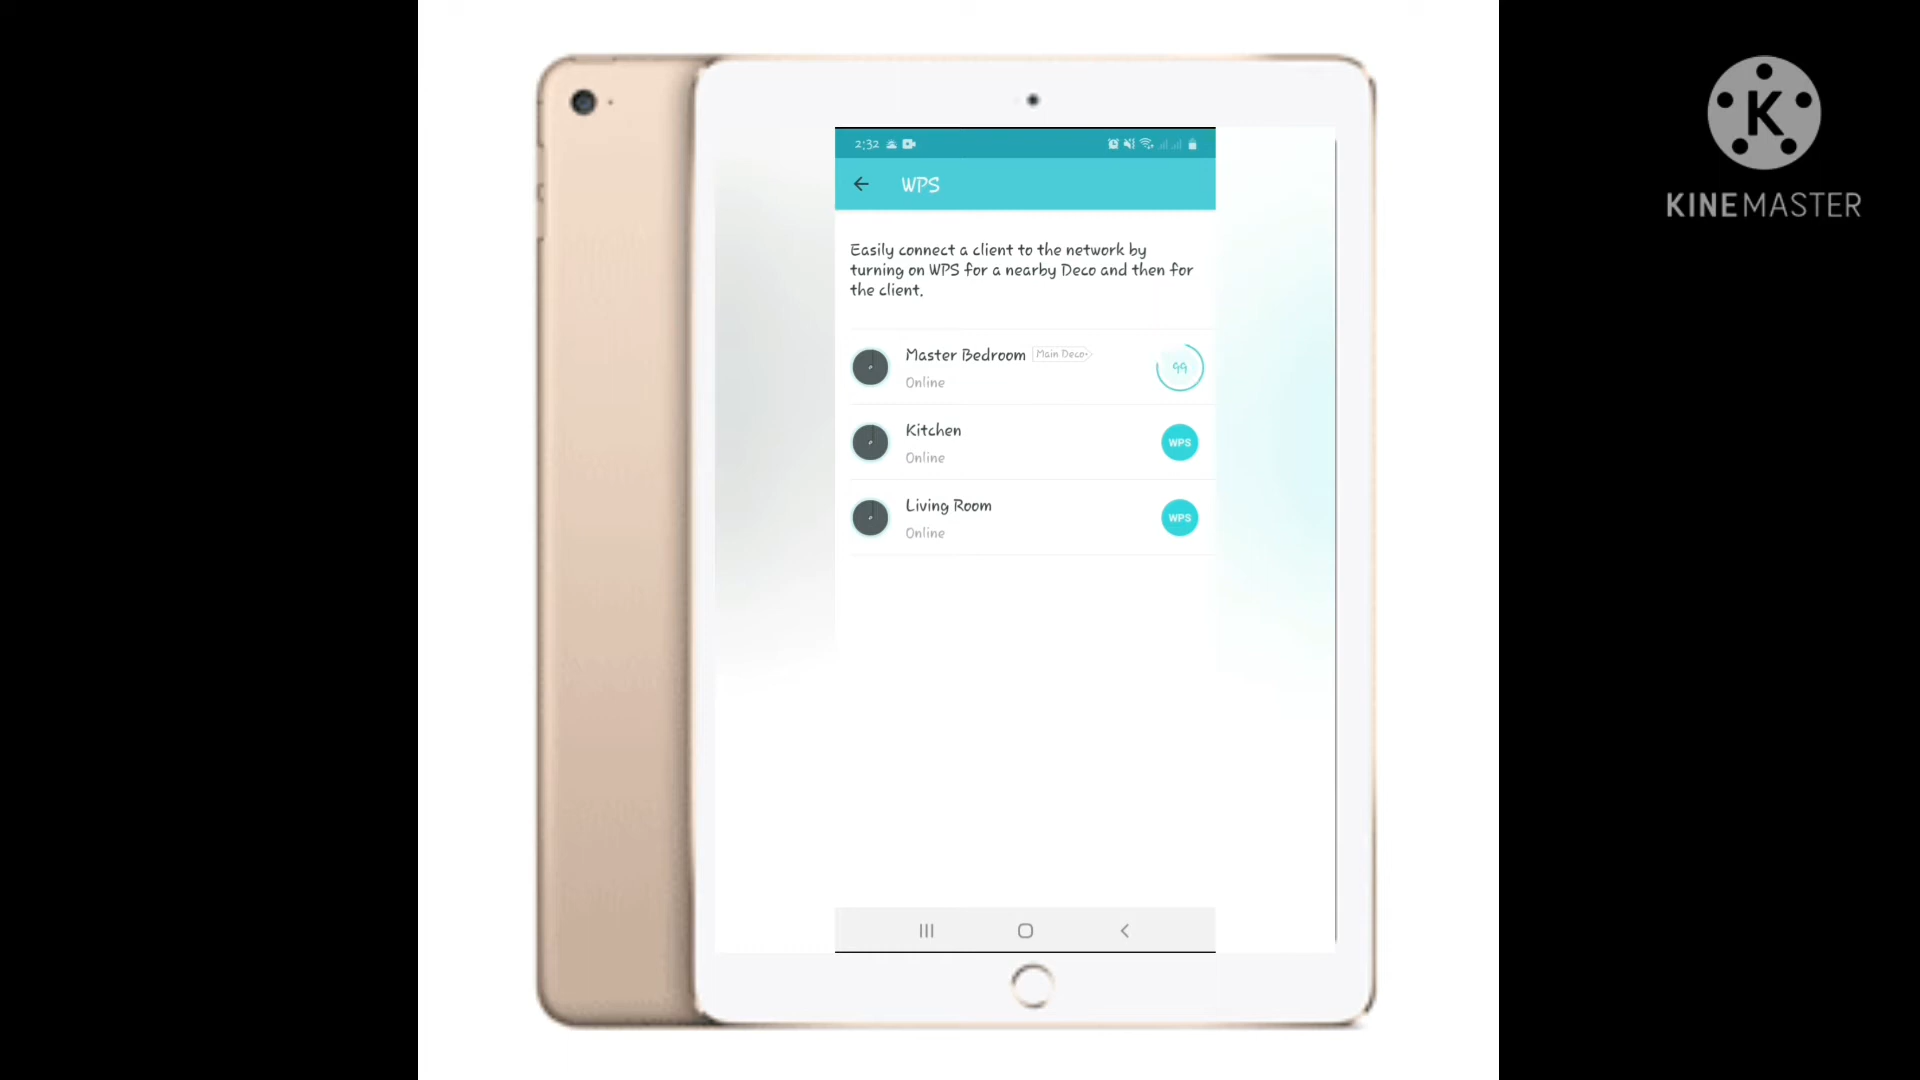 KINEMASTER
2:32
WPS
Easily connect a client to the network by
turning on WPS for a nearby Deco and then for
the client.
Master Bedroom Main Deco
99
Online
Kitchen
WPS
Online
Living Room
WPS
Online